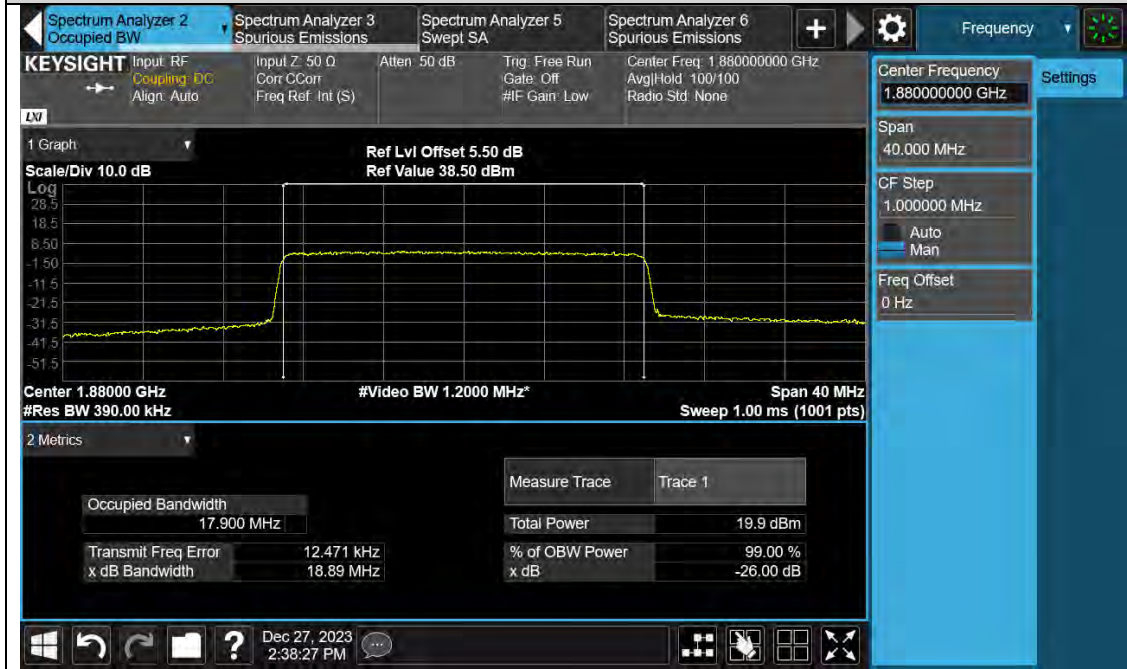 Spectrum Analyzer 2
Occupied BW
Spectrum Analyzer 3
Spurious Emissions
Spectrum Analyzer 5
Swept SA
Spectrum Analyzer 6
Spurious Emissions
+
Frequency
KEYSIGHT
Input: RF
Coupling: DC
Align: Auto
Input Z: 50 Ω
Corr CCorr
Freq Ref: Int (S)
Atten: 50 dB
Trig: Free Run
Gate: Off
#IF Gain: Low
Center Freq: 1.880000000 GHz
Avg|Hold: 100/100
Radio Std: None
LXI
Center Frequency
1.880000000 GHz
Settings
Span
40.000 MHz
CF Step
1.000000 MHz
Auto
Man
Freq Offset
0 Hz
1 Graph
Scale/Div 10.0 dB
Ref Lvl Offset 5.50 dB
Ref Value 38.50 dBm
Log
28.5
18.5
8.50
-1.50
-11.5
-21.5
-31.5
-41.5
-51.5
Center 1.88000 GHz
#Video BW 1.2000 MHz*
Span 40 MHz
#Res BW 390.00 kHz
Sweep 1.00 ms (1001 pts)
2 Metrics
Measure Trace
Trace 1
Occupied Bandwidth
17.900 MHz
Total Power
19.9 dBm
Transmit Freq Error
12.471 kHz
% of OBW Power
99.00 %
x dB Bandwidth
18.89 MHz
x dB
-26.00 dB
?
Dec 27, 2023
2:38:27 PM